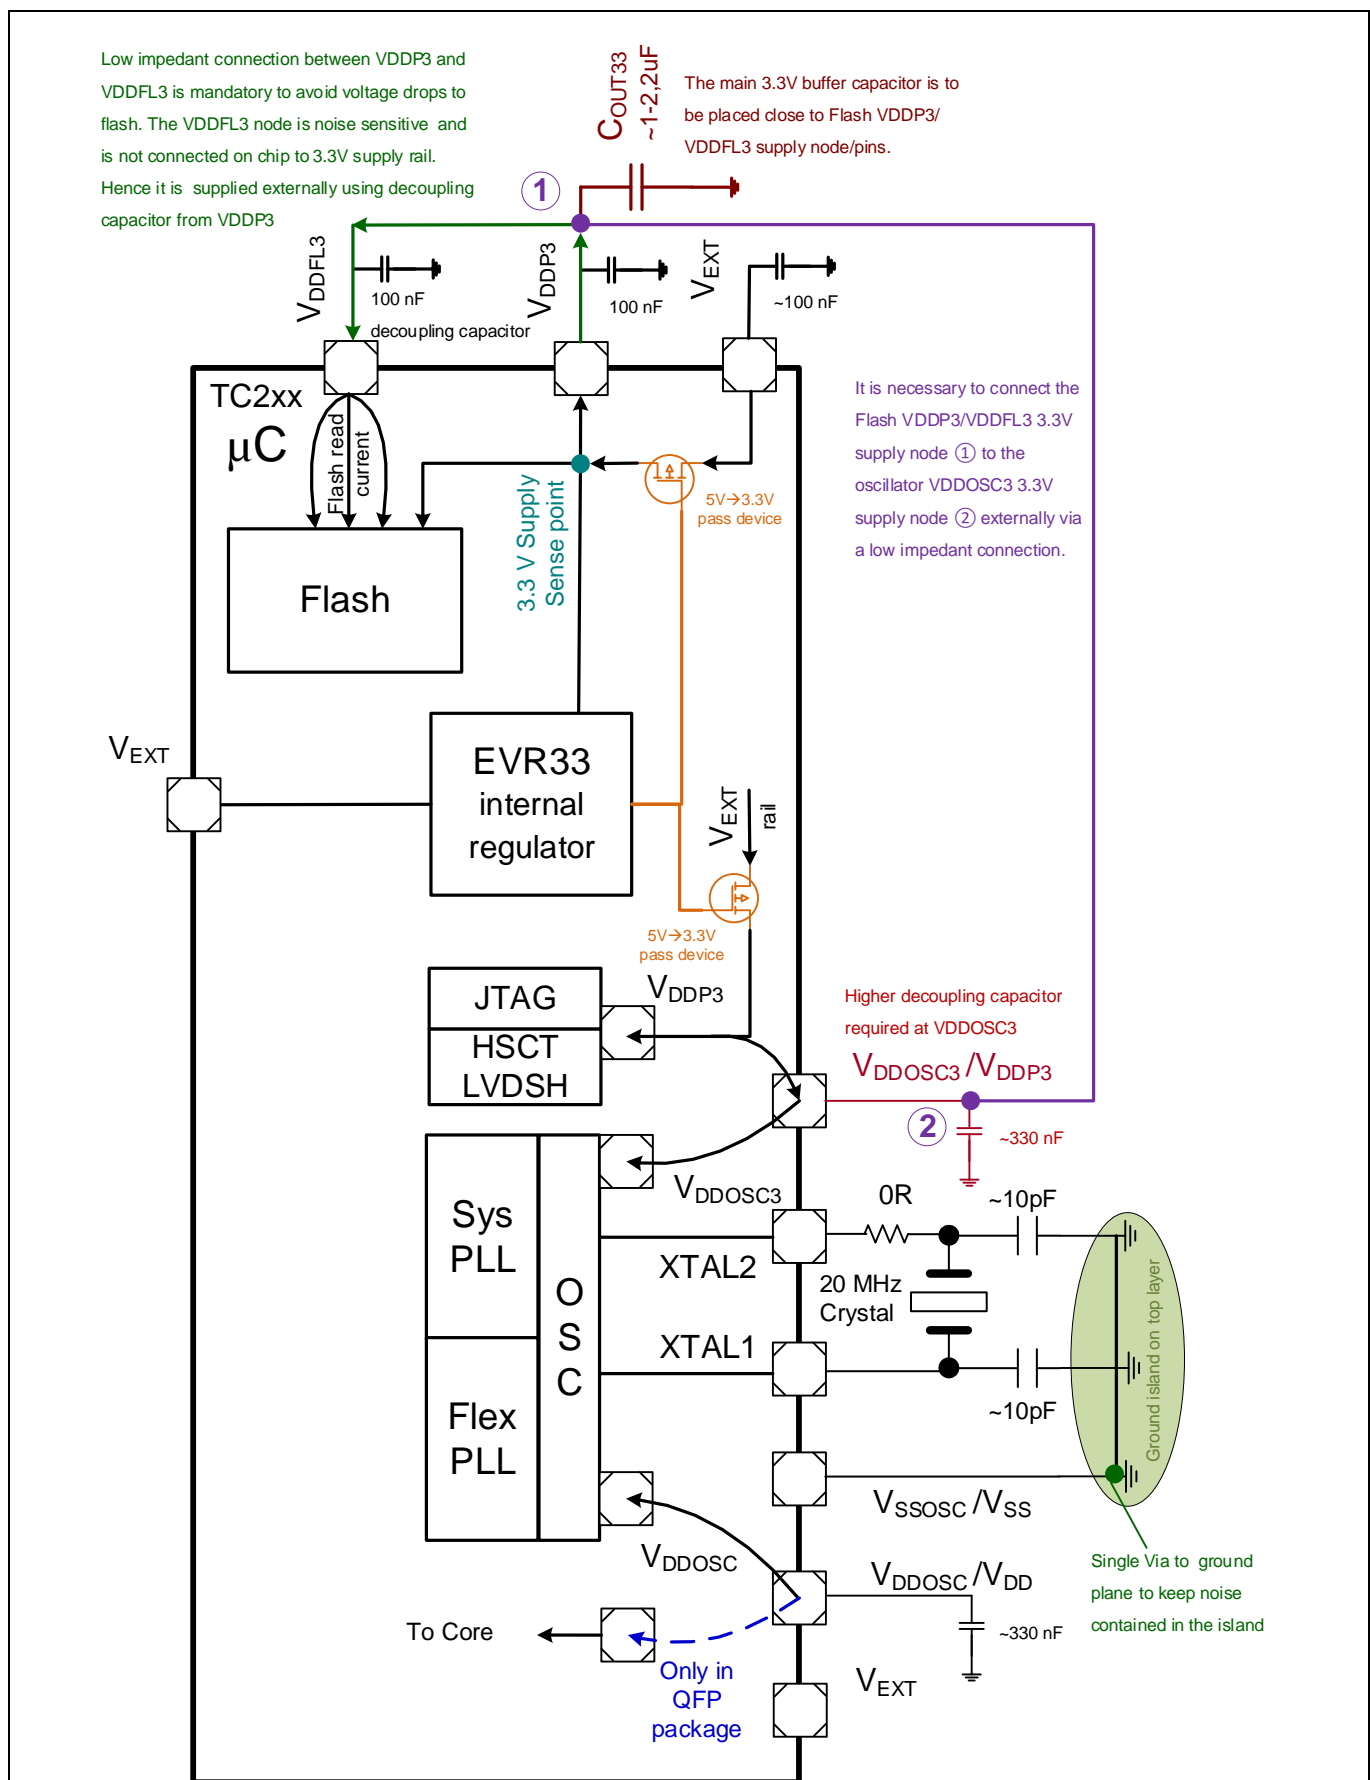 Low impedant connection between VDDP3 and
VDDFL3 is mandatory to avoid voltage drops to
flash. The VDDFL3 node is noise sensitive and
is not connected on chip to 3.3V supply rail.
Hence it is supplied externally using decoupling
capacitor from VDDP3
COUT33
~1-2,2uF
The main 3.3V buffer capacitor is to
be placed close to Flash VDDP3/
VDDFL3 supply node/pins.
1
VDDFL3
100 nF
decoupling capacitor
VDDP3
100 nF
VEXT
~100 nF
TC2xx
µC
Flash read
current
Flash
3.3 V Supply
Sense point
5V→3.3V
pass device
It is necessary to connect the
Flash VDDP3/VDDFL3 3.3V
supply node ① to the
oscillator VDDOSC3 3.3V
supply node ② externally via
a low impedant connection.
VEXT
EVR33
internal
regulator
VEXT
rail
5V→3.3V
pass device
JTAG
HSCT
LVDSH
VDDP3
Higher decoupling capacitor
required at VDDOSC3
VDDOSC3/VDDP3
2
~330 nF
Sys
PLL
Flex
PLL
O
S
C
VDDOSC3
XTAL2
XTAL1
0R
~10pF
20 MHz
Crystal
~10pF
Ground island on top layer
VSSOSC/VSS
VDDOSC
VDDOSC/VDD
~330 nF
Single Via to ground
plane to keep noise
contained in the island
To Core
Only in
QFP
package
VEXT